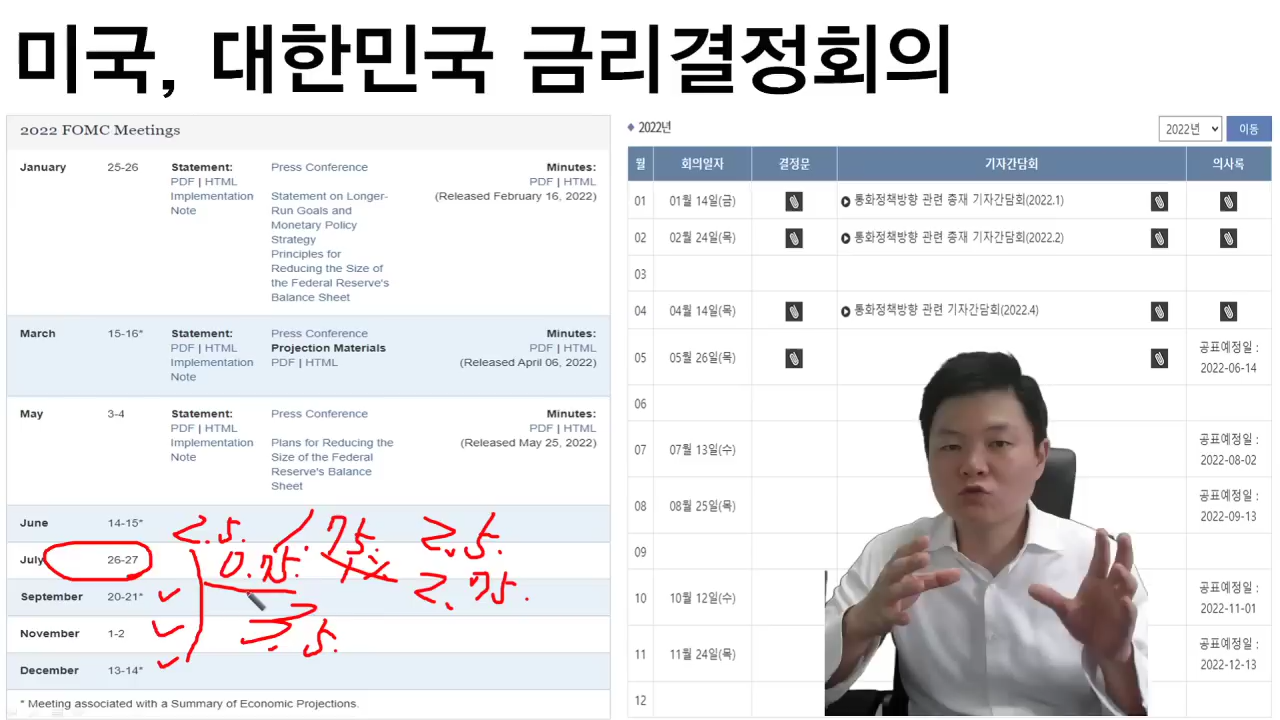 미국, 대한민국 금리결정회의
2022 FOMC Meetings
January 25-26 Statement: Press Conference Minutes:
PDF | HTML PDF | HTML
Implementation Statement on Longer- (Released February 16, 2022)
Note Run Goals and
Monetary Policy
Strategy
Principles for
Reducing the Size of
the Federal Reserve's
Balance Sheet
March 15-16* Statement: Press Conference Minutes:
PDF | HTML Projection Materials PDF | HTML
Implementation PDF | HTML (Released April 06, 2022)
Note
May 3-4 Statement: Press Conference Minutes:
PDF | HTML PDF | HTML
Implementation Plans for Reducing the (Released May 25, 2022)
Note Size of the Federal
Reserve's Balance
Sheet
June 14-15* 2.5. 1.75. 2.5.
July 26-27 0.75. 2.75.
September 20-21*
November 1-2 3.5.
December 13-14*
* Meeting associated with a Summary of Economic Projections.
2022년 2022년 이동
월 회의일자 결정문 기자간담회 의사록
01 01월 14일(금) 통화정책방향 관련 총재 기자간담회(2022.1)
02 02월 24일(목) 통화정책방향 관련 총재 기자간담회(2022.2)
03
04 04월 14일(목) 통화정책방향 관련 기자간담회(2022.4)
05 05월 26일(목) 공표예정일 :
2022-06-14
06
07 07월 13일(수) 공표예정일 :
2022-08-02
08 08월 25일(목) 공표예정일 :
2022-09-13
09
10 10월 12일(수) 공표예정일 :
2022-11-01
11 11월 24일(목) 공표예정일 :
2022-12-13
12